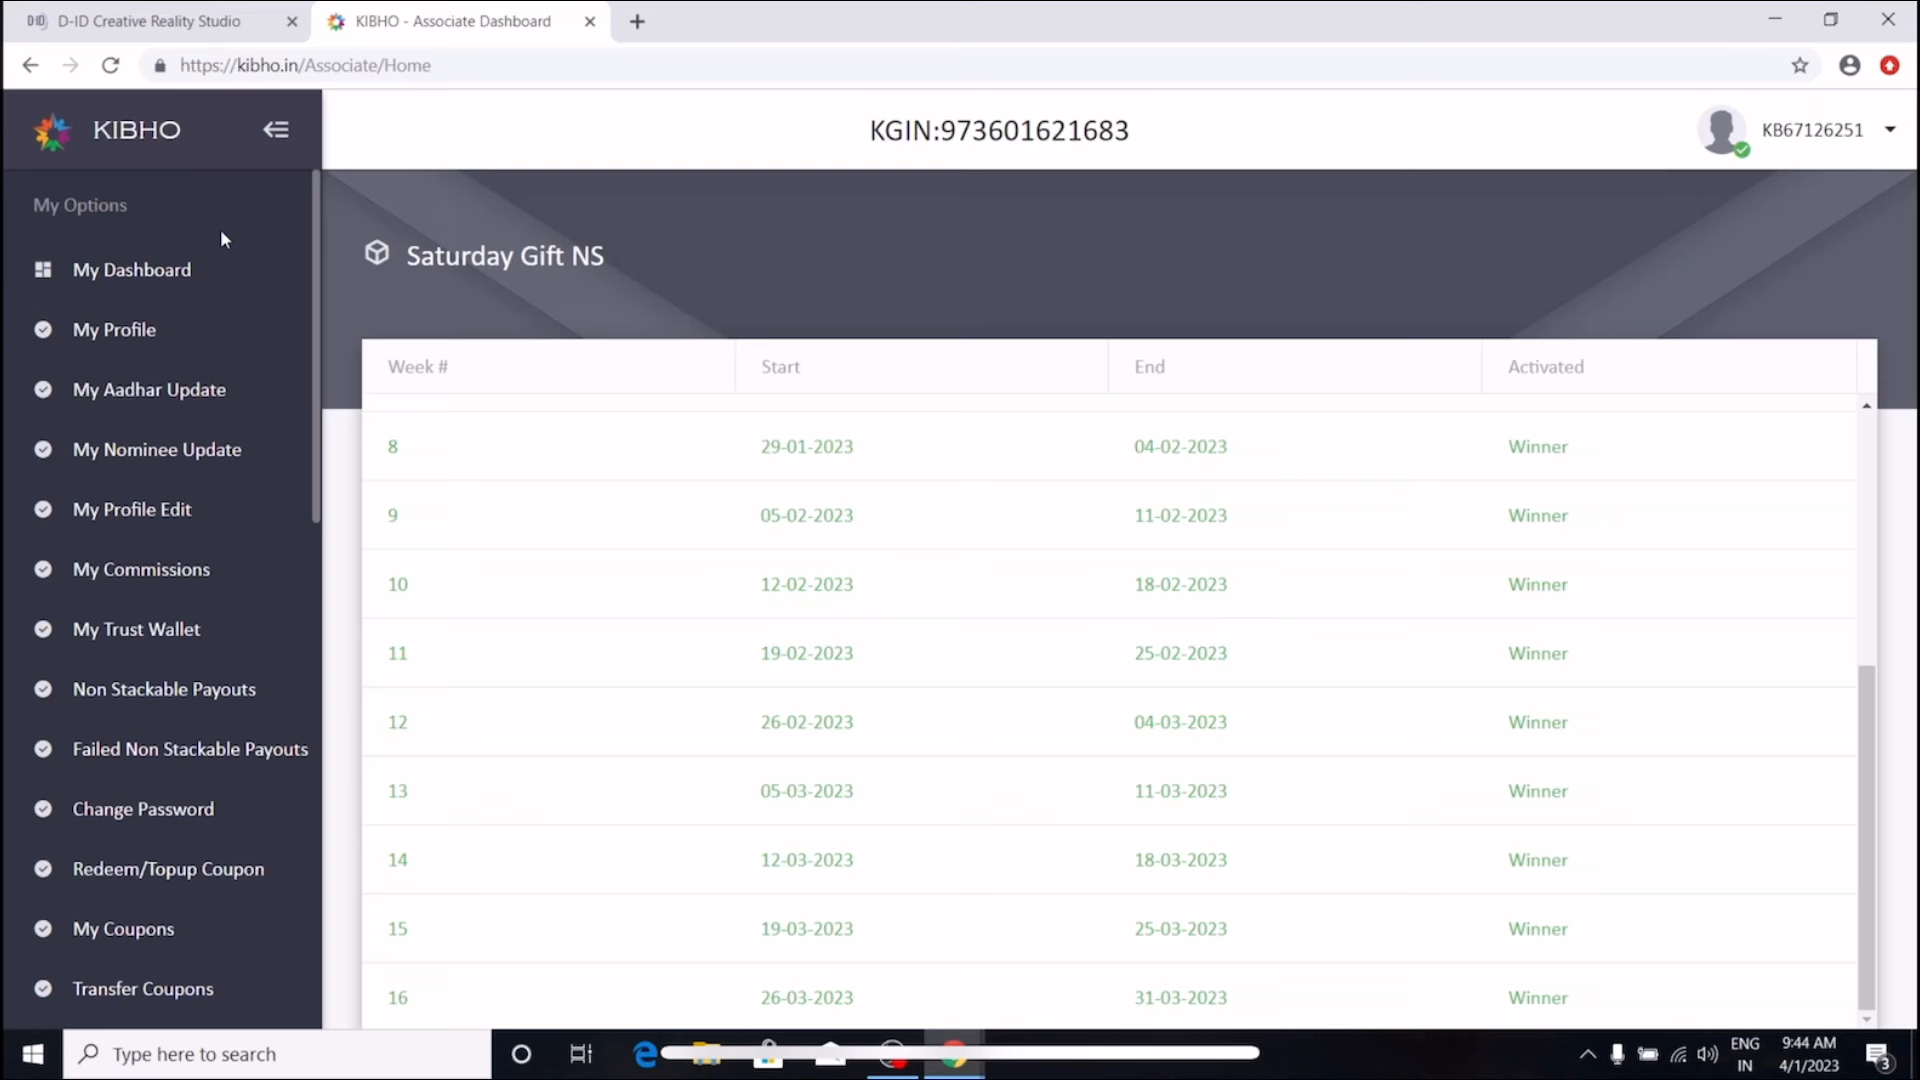 D-ID Creative Reality Studio
KIBHO - Associate Dashboard
https://kibho.in/Associate/Home
KIBHO
KGIN:973601621683
KB67126251
My Options
My Dashboard
My Profile
My Aadhar Update
My Nominee Update
My Profile Edit
My Commissions
My Trust Wallet
Non Stackable Payouts
Failed Non Stackable Payouts
Change Password
Redeem/Topup Coupon
My Coupons
Transfer Coupons
Saturday Gift NS
Week # Start End Activated
8 29-01-2023 04-02-2023 Winner
9 05-02-2023 11-02-2023 Winner
10 12-02-2023 18-02-2023 Winner
11 19-02-2023 25-02-2023 Winner
12 26-02-2023 04-03-2023 Winner
13 05-03-2023 11-03-2023 Winner
14 12-03-2023 18-03-2023 Winner
15 19-03-2023 25-03-2023 Winner
16 26-03-2023 31-03-2023 Winner
Type here to search
ENG
IN
9:44 AM
4/1/2023
3